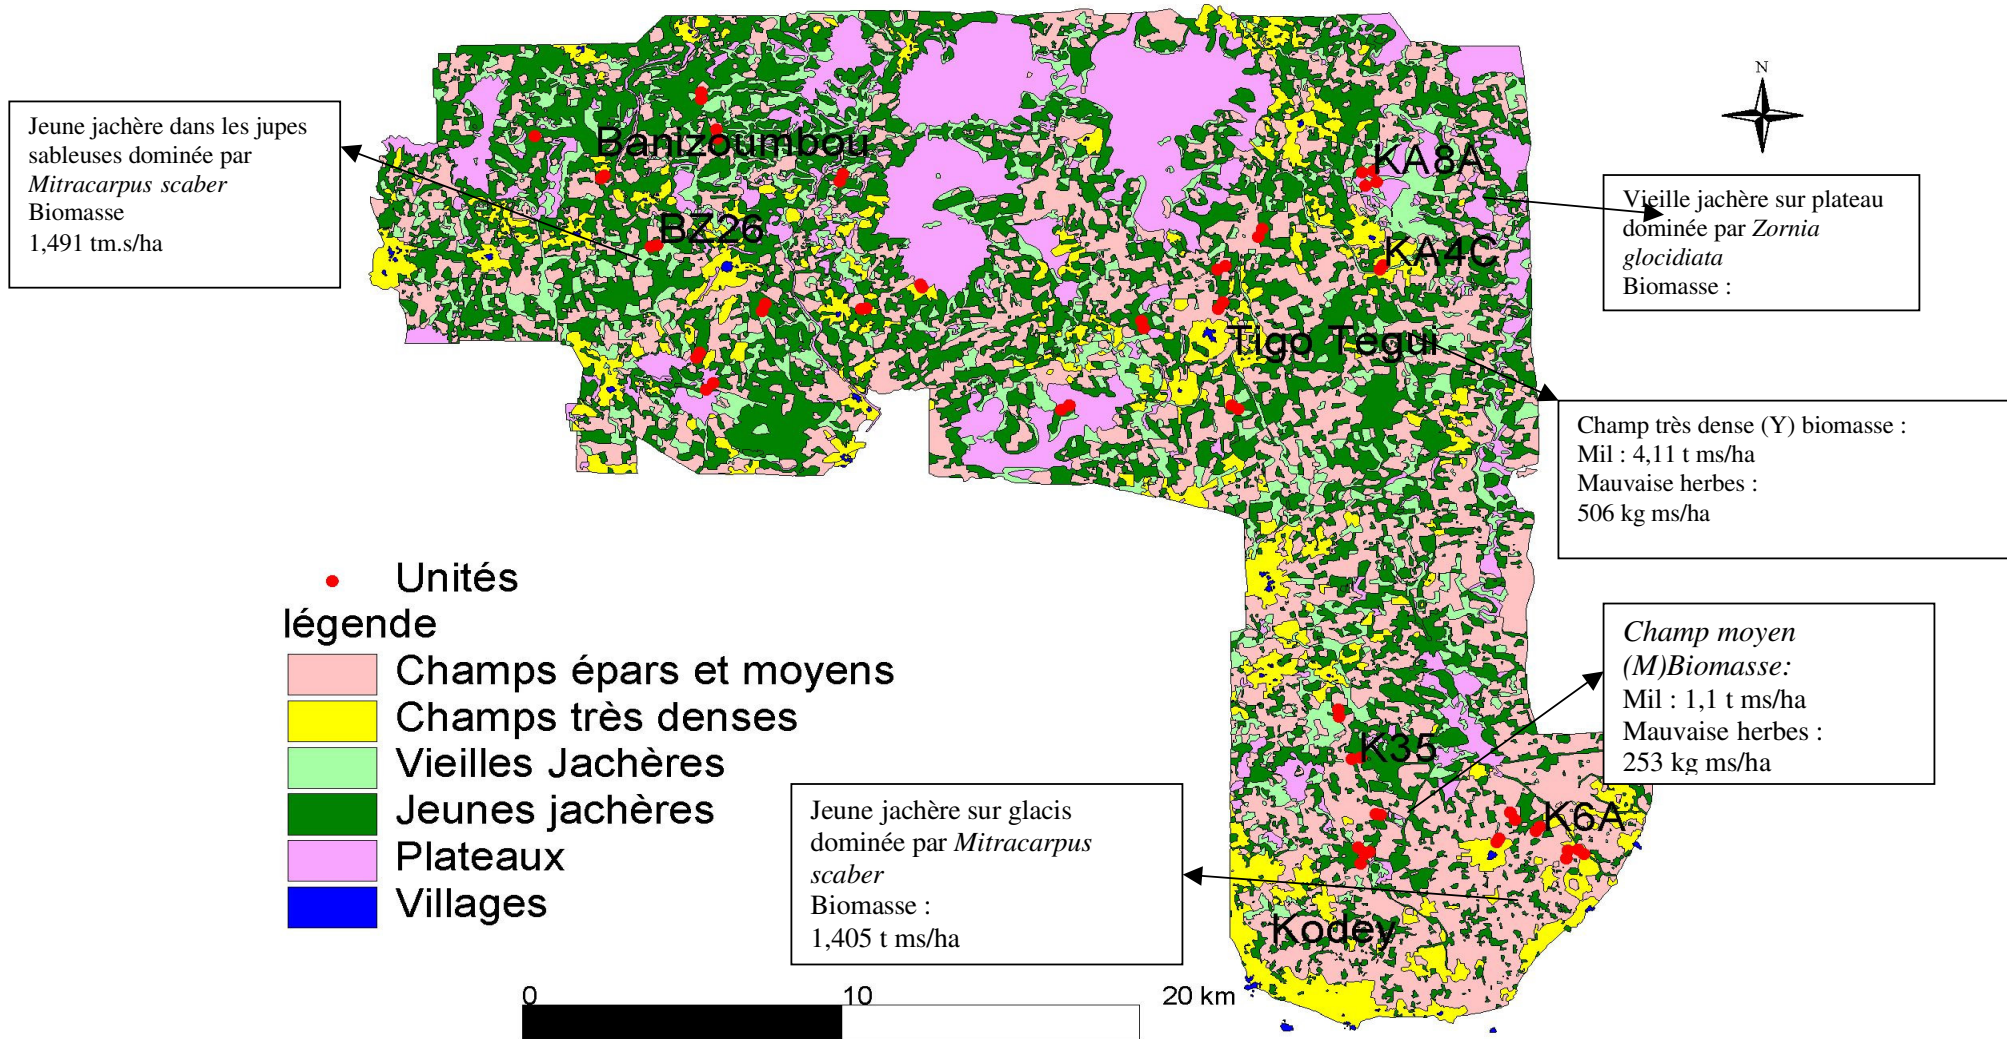 N
Jeune jachère dans les jupes
sableuses dominée par
Mitracarpus scaber
Biomasse
1,491 tm.s/ha
Banizoumbou
BZ26
KA8A
KA4C
Tigo Tegui
Vieille jachère sur plateau
dominée par Zornia
glocidiata
Biomasse :
Champ très dense (Y) biomasse :
Mil : 4,11 t ms/ha
Mauvaise herbes :
506 kg ms/ha
Unités
légende
Champs épars et moyens
Champs très denses
Vieilles Jachères
Jeunes jachères
Plateaux
Villages
Champ moyen
(M)Biomasse:
Mil : 1,1 t ms/ha
Mauvaise herbes :
253 kg ms/ha
K35
K6A
Kodey
Jeune jachère sur glacis
dominée par Mitracarpus
scaber
Biomasse :
1,405 t ms/ha
0 10 20 km